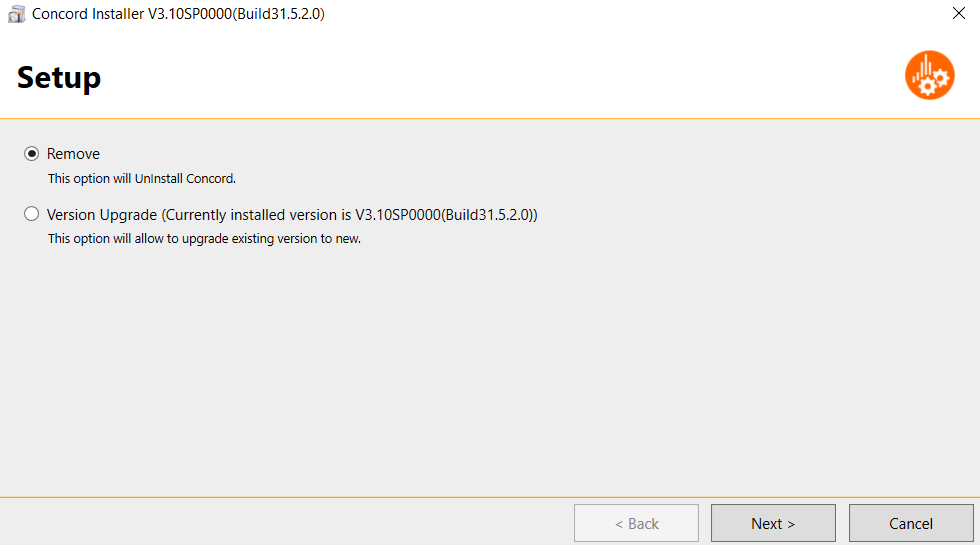 Concord Installer V3.10SP0000(Build31.5.2.0)
Setup
Remove
This option will UnInstall Concord.
Version Upgrade (Currently installed version is V3.10SP0000(Build31.5.2.0))
This option will allow to upgrade existing version to new.
< Back Next > Cancel